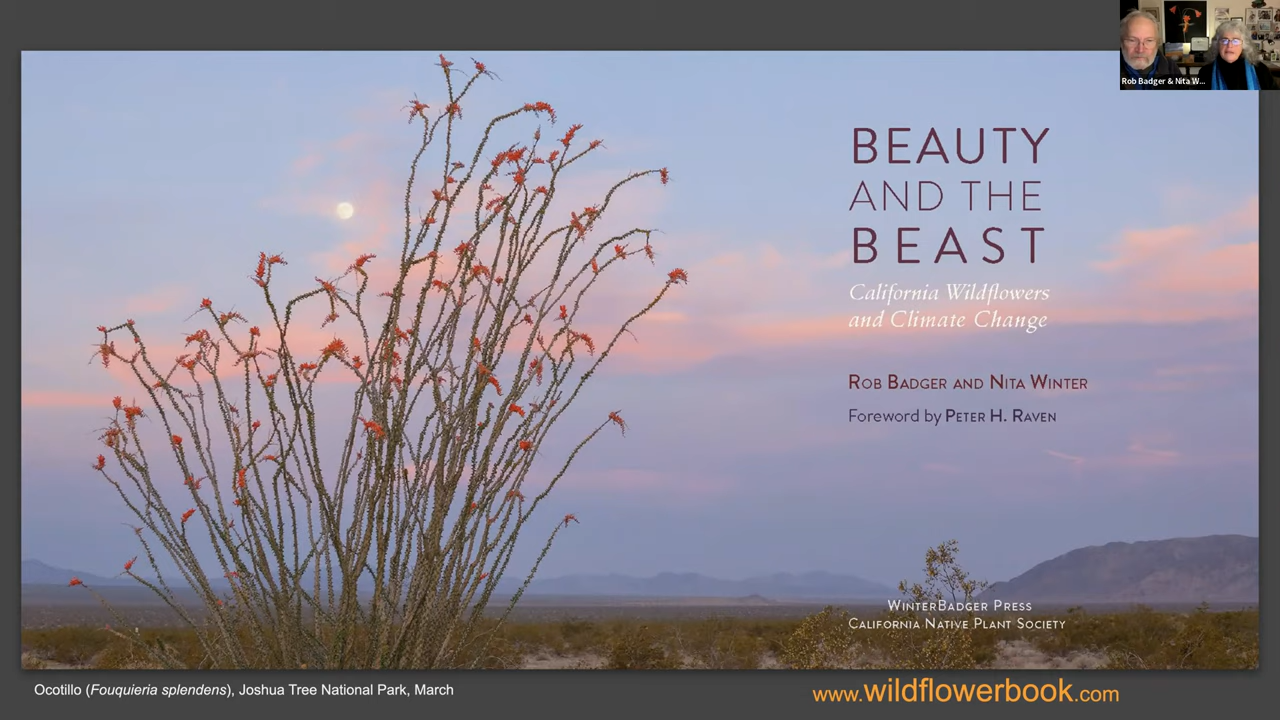 Rob Badger & Nita W...
BEAUTY
AND THE
BEAST
California Wildflowers
and Climate Change
ROB BADGER AND NITA WINTER
Foreword by PETER H. RAVEN
WINTERBADGER PRESS
CALIFORNIA NATIVE PLANT SOCIETY
Ocotillo (Fouquieria splendens), Joshua Tree National Park, March
www.wildflowerbook.com